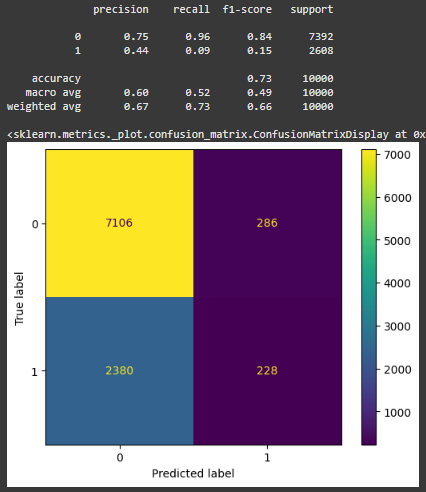 precision recall f1-score support
0 0.75 0.96 0.84 7392
1 0.44 0.09 0.15 2608
accuracy 0.73 10000
macro avg 0.60 0.52 0.49 10000
weighted avg 0.67 0.73 0.66 10000
<sklearn.metrics._plot.confusion_matrix.ConfusionMatrixDisplay at 0x
7106 286
2380 228
0
1
True label
0 1
Predicted label
7000
6000
5000
4000
3000
2000
1000